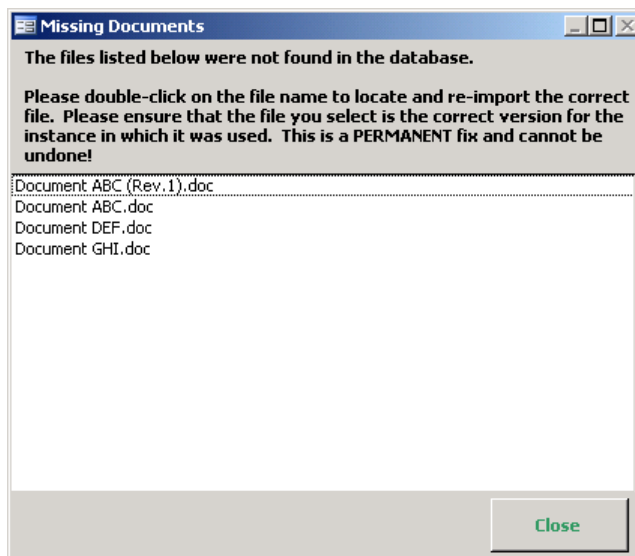 Missing Documents
The files listed below were not found in the database.
Please double-click on the file name to locate and re-import the correct
file.  Please ensure that the file you select is the correct version for the
instance in which it was used.  This is a PERMANENT fix and cannot be
undone!
Document ABC (Rev.1).doc
Document ABC.doc
Document DEF.doc
Document GHI.doc
Close